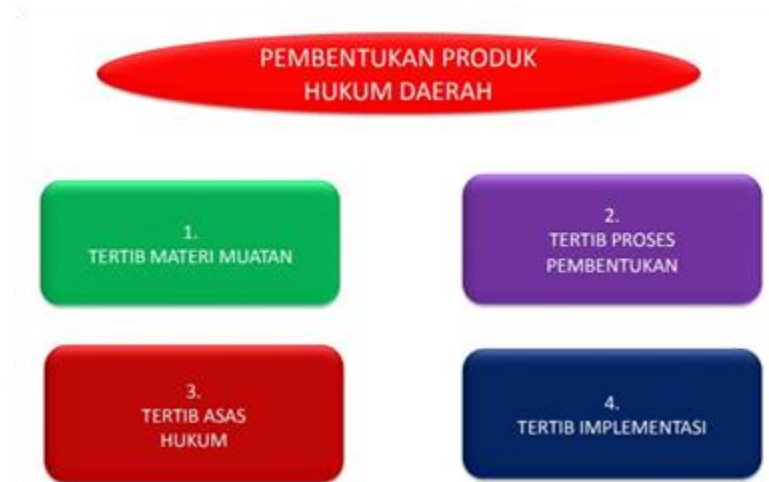 PEMBENTUKAN PRODUK
HUKUM DAERAH
1.
TERTIB MATERI MUATAN
2.
TERTIB PROSES
PEMBENTUKAN
3.
TERTIB ASAS
HUKUM
4.
TERTIB IMPLEMENTASI